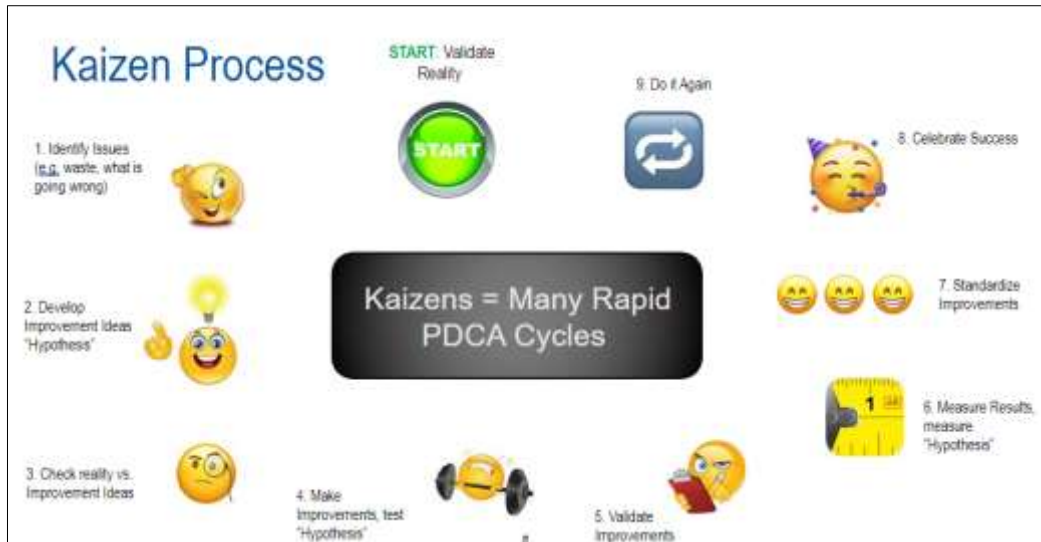 Kaizen Process
START: Validate
Reality
START
9. Do it Again
8. Celebrate Success
1. Identify Issues
(e.g. waste, what is
going wrong)
Kaizens = Many Rapid
PDCA Cycles
7. Standardize
Improvements
2. Develop
Improvement Ideas
"Hypothesis"
1
6. Measure Results,
measure
"Hypothesis"
3. Check reality vs.
Improvement Ideas
4. Make
Improvements, test
"Hypothesis"
5. Validate
Improvements